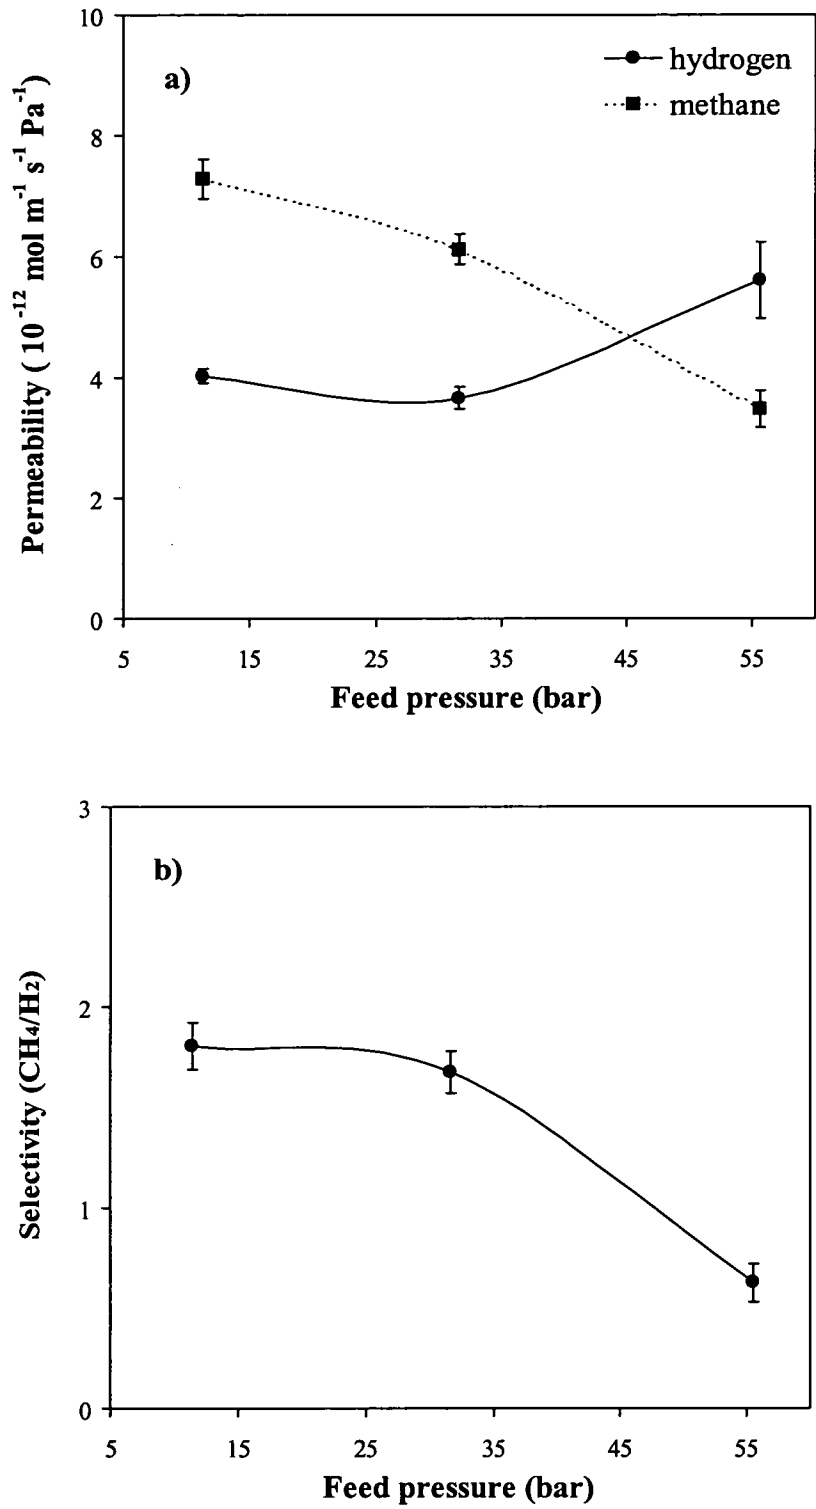 10
a)
hydrogen
methane
8
6
4
2
0
Permeability ( 10⁻¹² mol m⁻¹ s⁻¹ Pa⁻¹)
5 15 25 35 45 55
Feed pressure (bar)
3
b)
2
1
0
Selectivity (CH₄/H₂)
5 15 25 35 45 55
Feed pressure (bar)